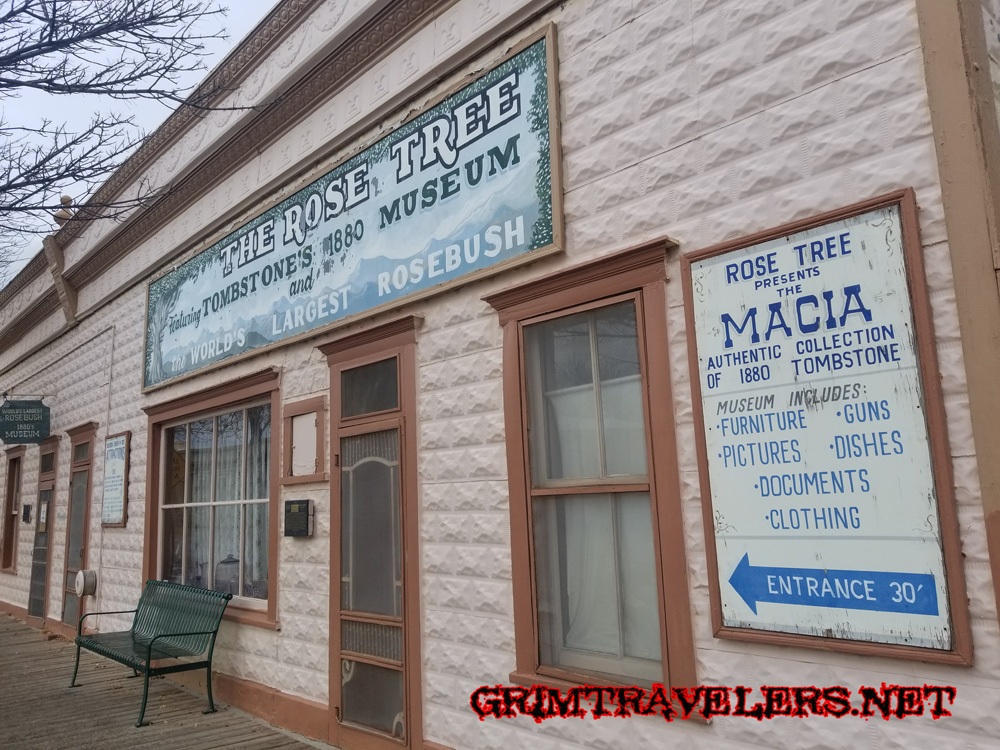 THE ROSE TREE
featuring TOMBSTONE'S 1880 MUSEUM
and
the WORLD'S LARGEST ROSEBUSH
ROSE TREE
PRESENTS
THE
MACIA
AUTHENTIC COLLECTION
OF 1880 TOMBSTONE
MUSEUM INCLUDES:
·FURNITURE ·GUNS
·PICTURES ·DISHES
·DOCUMENTS
·CLOTHING
ENTRANCE 30'
WORLD'S LARGEST
ROSEBUSH
1880's
MUSEUM
ATTRACTIONS
GRIMTRAVELERS.NET